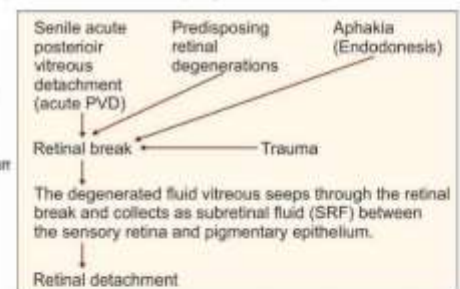 Senile acute
posterioir
vitreous
detachment
(acute PVD)
Predisposing
retinal
degenerations
Aphakia
(Endodonesis)
Retinal break
Trauma
The degenerated fluid vitreous seeps through the retinal
break and collects as subretinal fluid (SRF) between
the sensory retina and pigmentary epithelium.
Retinal detachment